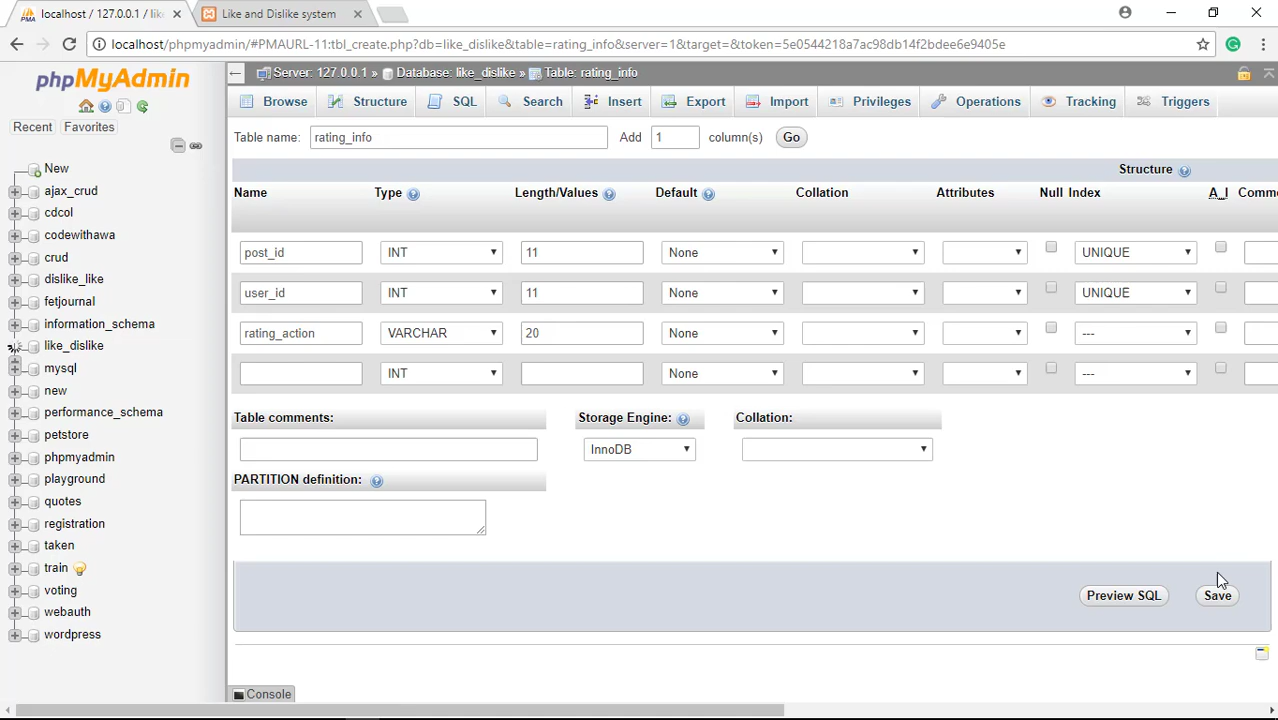 localhost / 127.0.0.1 / lik
Like and Dislike system
localhost/phpmyadmin/#PMAURL-11:tbl_create.php?db=like_dislike&table=rating_info&server=1&target=&token=5e0544218a7ac98db14f2bdee6e9405e
phpMyAdmin
Recent Favorites
New
ajax_crud
cdcol
codewithawa
crud
dislike_like
fetjournal
information_schema
like_dislike
mysql
new
performance_schema
petstore
phpmyadmin
playground
quotes
registration
taken
train
voting
webauth
wordpress
Server: 127.0.0.1 » Database: like_dislike » Table: rating_info
Browse Structure SQL Search Insert Export Import Privileges Operations Tracking Triggers
Table name: rating_info Add 1 column(s) Go
Structure
Name Type Length/Values Default Collation Attributes Null Index A_I Comme
post_id INT 11 None UNIQUE
user_id INT 11 None UNIQUE
rating_action VARCHAR 20 None ---
INT None ---
Table comments: Storage Engine: Collation:
InnoDB
PARTITION definition:
Preview SQL Save
Console